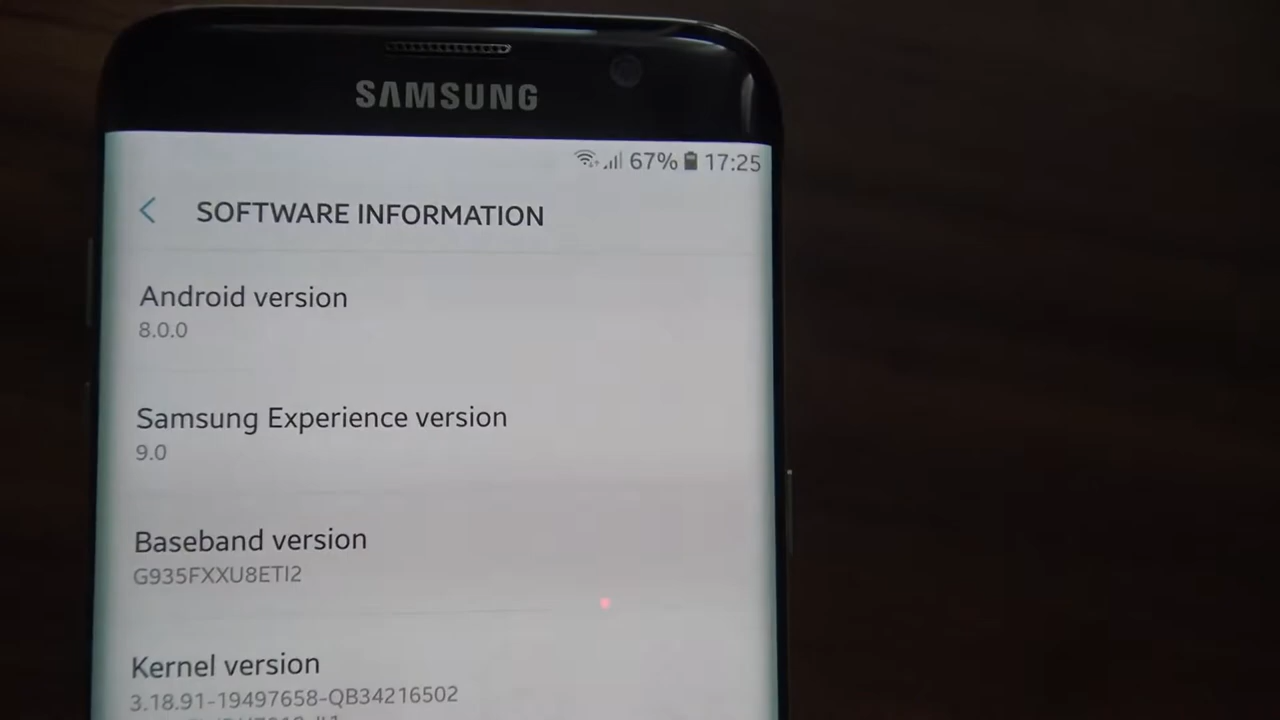 SAMSUNG
67% 17:25
SOFTWARE INFORMATION
Android version
8.0.0
Samsung Experience version
9.0
Baseband version
G935FXXU8ETI2
Kernel version
3.18.91-19497658-QB34216502